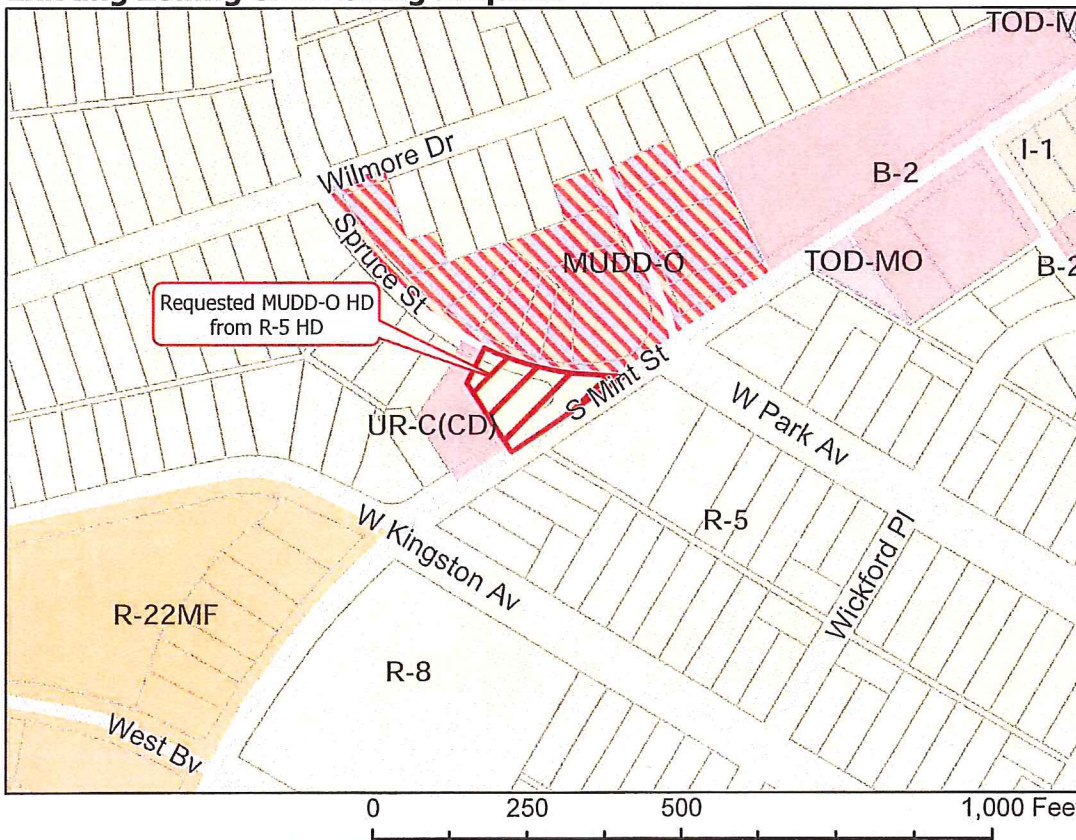 TOD-M
Wilmore Dr
I-1
B-2
Spruce St
MUDD-O
TOD-MO
B-2
Requested MUDD-O HD
from R-5 HD
S Mint St
W Park Av
UR-C(CD)
R-5
W Kingston Av
Wickford Pl
R-22MF
R-8
West Bv
0 250 500 1,000 Fee